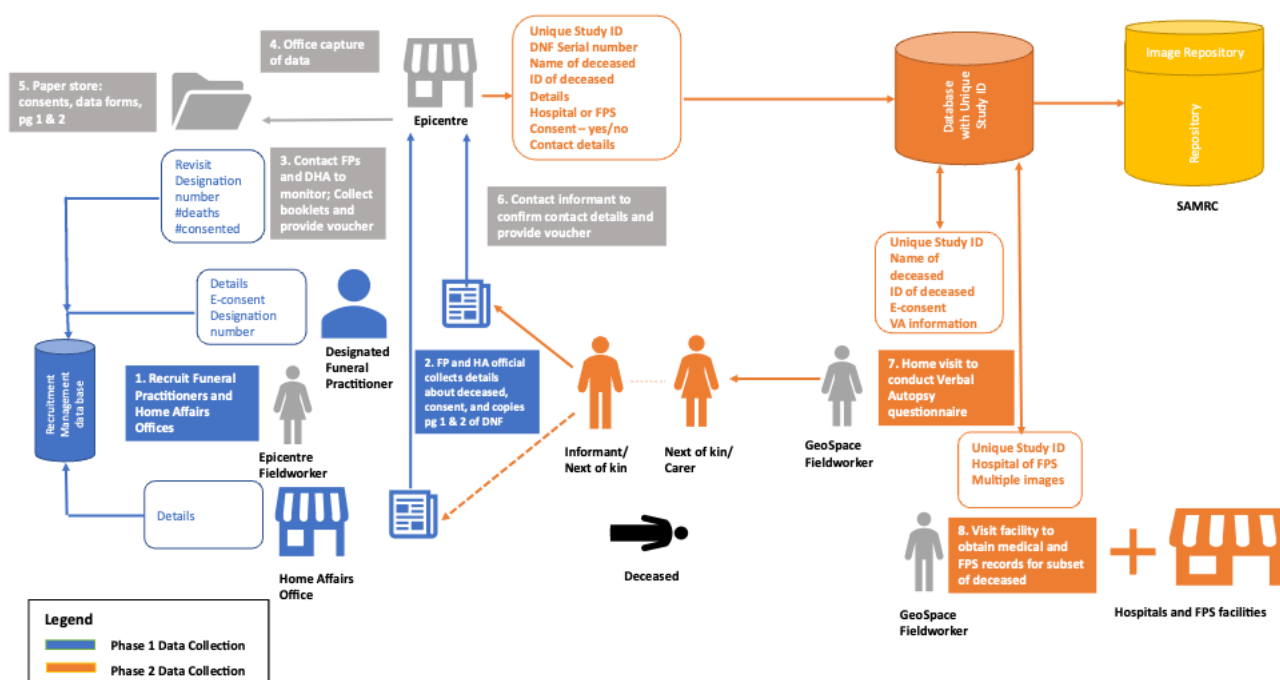 4. Office capture
of data
5. Paper store:
consents, data forms,
pg 1 & 2
Epicentre
Unique Study ID
DNF Serial number
Name of deceased
ID of deceased
Details
Hospital or FPS
Consent – yes/no
Contact details
Database
with Unique
Study ID
Image Repository
Repository
SAMRC
Revisit
Designation
number
#deaths
#consented
3. Contact FPs
and DHA to
monitor; Collect
booklets and
provide voucher
6. Contact informant to
confirm contact details and
provide voucher
Unique Study ID
Name of
deceased
ID of deceased
E-consent
VA information
Details
E-consent
Designation
number
Designated
Funeral
Practitioner
Recruitment
Management
data base
1. Recruit Funeral
Practitioners and
Home Affairs
Offices
Epicentre
Fieldworker
2. FP and HA official
collects details
about deceased,
consent, and copies
pg 1 & 2 of DNF
Informant/
Next of kin
Next of kin/
Carer
GeoSpace
Fieldworker
7. Home visit to
conduct Verbal
Autopsy
questionnaire
Unique Study ID
Hospital of FPS
Multiple images
Details
Home Affairs
Office
Deceased
GeoSpace
Fieldworker
8. Visit facility to
obtain medical and
FPS records for subset
of deceased
Hospitals and FPS facilities
Legend
Phase 1 Data Collection
Phase 2 Data Collection